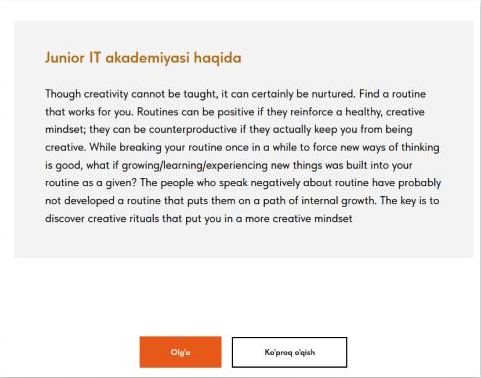 Junior IT akademiyasi haqida
Though creativity cannot be taught, it can certainly be nurtured. Find a routine
that works for you. Routines can be positive if they reinforce a healthy, creative
mindset; they can be counterproductive if they actually keep you from being
creative. While breaking your routine once in a while to force new ways of thinking
is good, what if growing/learning/experiencing new things was built into your
routine as a given? The people who speak negatively about routine have probably
not developed a routine that puts them on a path of internal growth. The key is to
discover creative rituals that put you in a more creative mindset
Olg'a Ko'proq o'qish